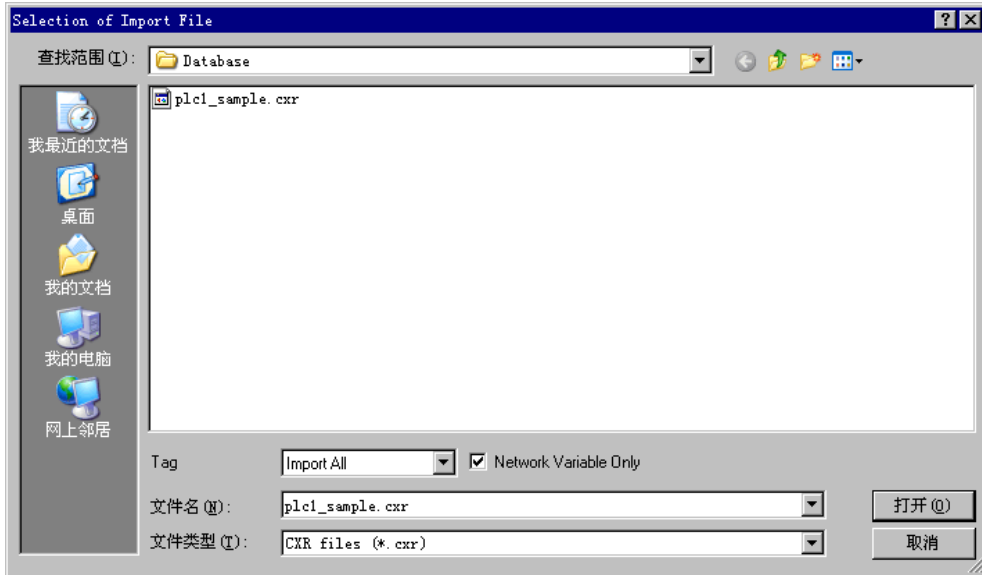 Selection of Import File
查找范围(I):
Database
plc1_sample.cxr
我最近的文档
桌面
我的文档
我的电脑
网上邻居
Tag
Import All
Network Variable Only
文件名(N):
plc1_sample.cxr
打开(O)
文件类型(T):
CXR files (*.cxr)
取消